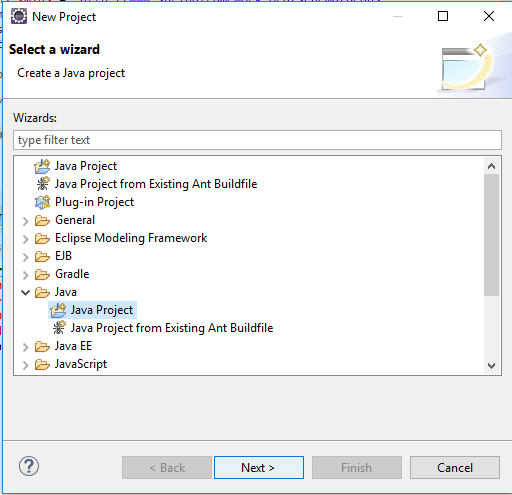 New Project
Select a wizard
Create a Java project
Wizards:
type filter text
Java Project
Java Project from Existing Ant Buildfile
Plug-in Project
General
Eclipse Modeling Framework
EJB
Gradle
Java
Java Project
Java Project from Existing Ant Buildfile
Java EE
JavaScript
?
< Back
Next >
Finish
Cancel